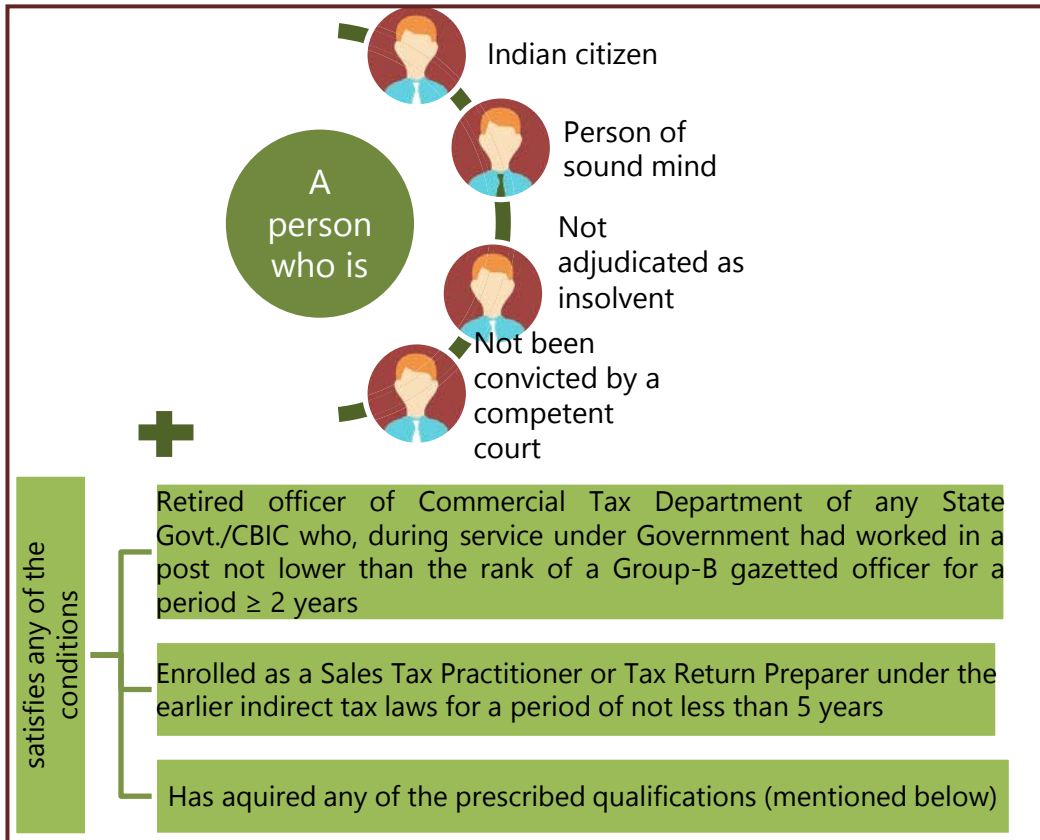 A
person
who is
Indian citizen
Person of
sound mind
Not
adjudicated as
insolvent
Not been
convicted by a
competent
court
satisfies any of the
conditions
Retired officer of Commercial Tax Department of any State
Govt./CBIC who, during service under Government had worked in a
post not lower than the rank of a Group-B gazetted officer for a
period ≥ 2 years
Enrolled as a Sales Tax Practitioner or Tax Return Preparer under the
earlier indirect tax laws for a period of not less than 5 years
Has aquired any of the prescribed qualifications (mentioned below)